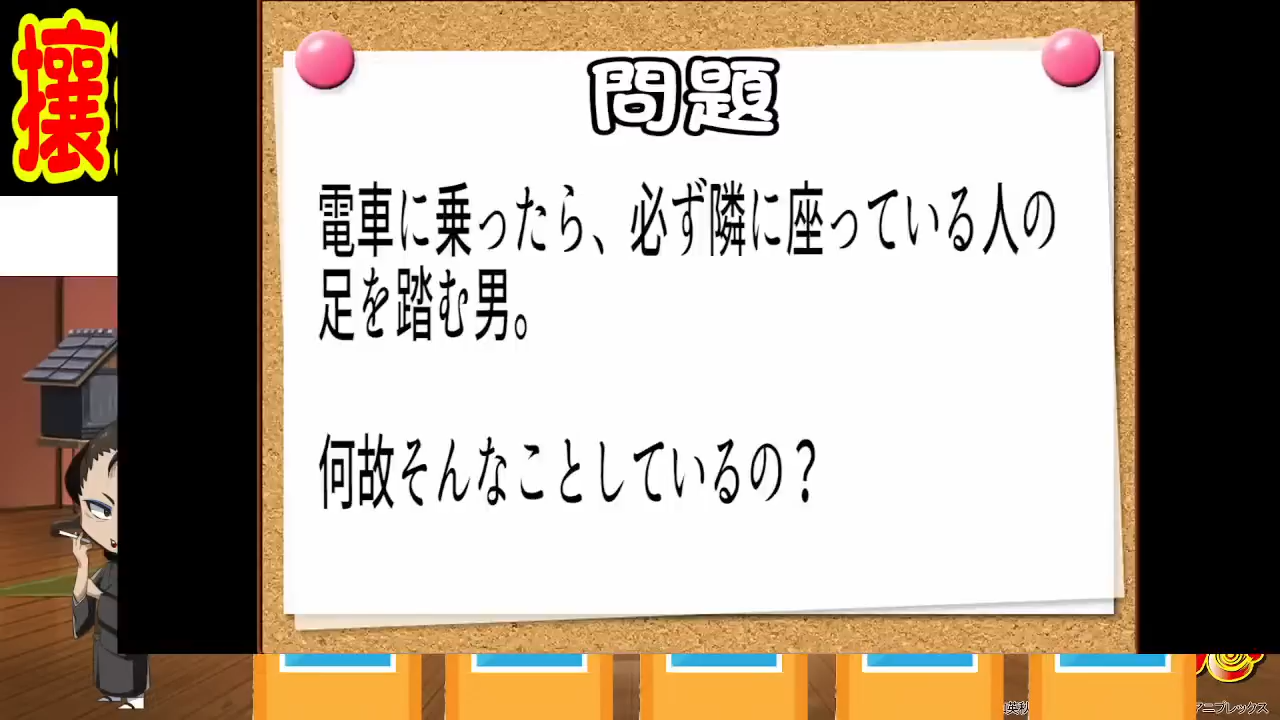 壤
問題
電車に乗ったら、必ず隣に座っている人の
足を踏む男。
何故そんなことしているの？
アニプレックス